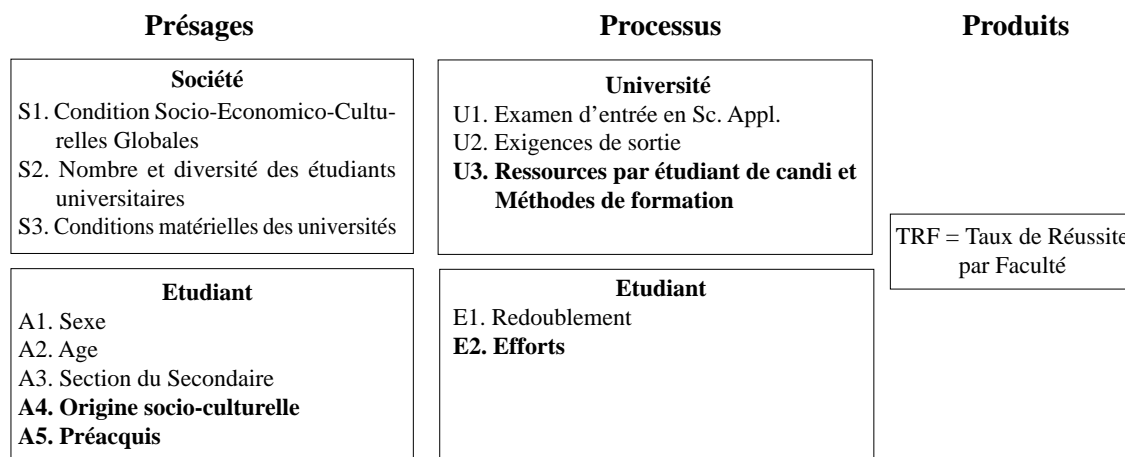 Présages
Processus
Produits
Société
S1. Condition Socio-Economico-Cultu-
relles Globales
S2. Nombre et diversité des étudiants
universitaires
S3. Conditions matérielles des universités
Université
U1. Examen d’entrée en Sc. Appl.
U2. Exigences de sortie
U3. Ressources par étudiant de candi et
Méthodes de formation
TRF = Taux de Réussite
par Faculté
Etudiant
A1. Sexe
A2. Age
A3. Section du Secondaire
A4. Origine socio-culturelle
A5. Préacquis
Etudiant
E1. Redoublement
E2. Efforts